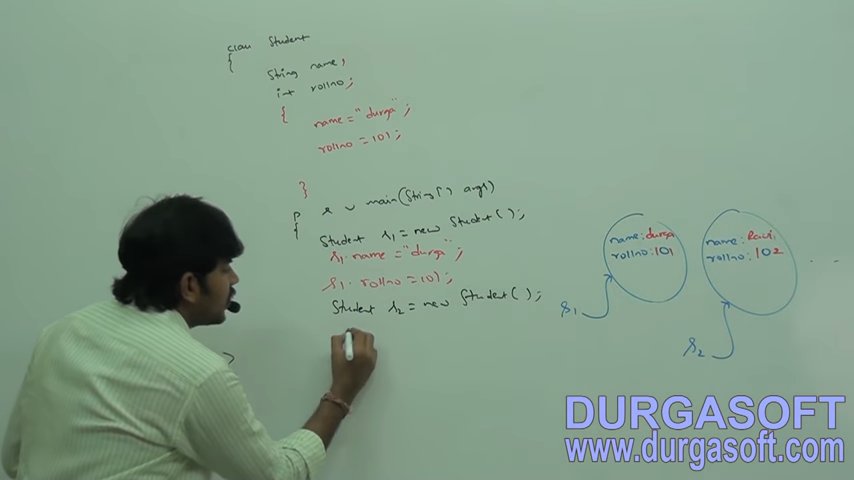 class Student
{
String name;
int rollno;
{
name="durga";
rollno=101;
}
p s v main(String[] args)
{
Student s1=new Student();
s1.name="durga";
s1.rollno=101;
Student s2=new Student();
name:durga
rollno:101
name:Ravi
rollno:102
. . .
s1
s2
DURGASOFT
www.durgasoft.com